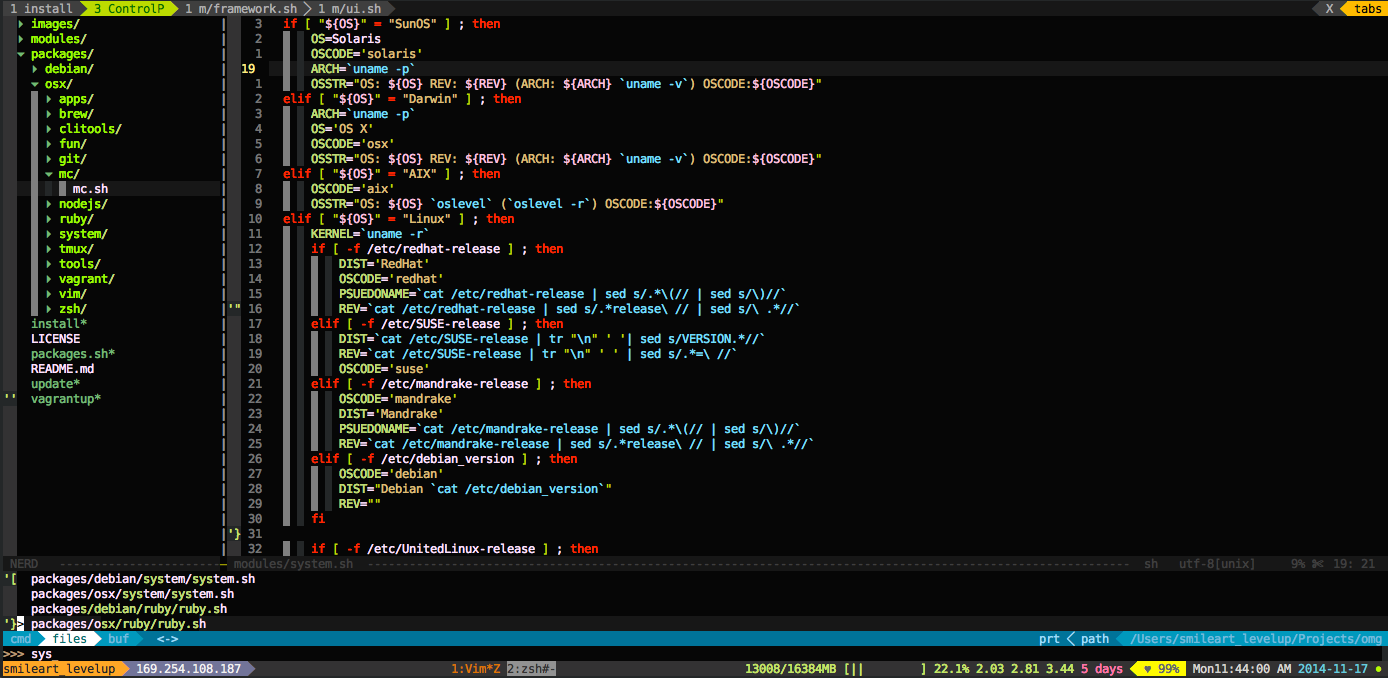 1 install 3 ControlP 1 m/framework.sh 1 m/ui.sh X tabs
images/
modules/
packages/
debian/
osx/
apps/
brew/
clitools/
fun/
git/
mc/
mc.sh
nodejs/
ruby/
system/
tmux/
tools/
vagrant/
vim/
zsh/
install*
LICENSE
packages.sh*
README.md
update*
'' vagrantup*
3 if [ "${OS}" = "SunOS" ] ; then
2 OS=Solaris
1 OSCODE='solaris'
19 ARCH=`uname -p`
1 OSSTR="OS: ${OS} REV: ${REV} (ARCH: ${ARCH} `uname -v`) OSCODE:${OSCODE}"
2 elif [ "${OS}" = "Darwin" ] ; then
3 ARCH=`uname -p`
4 OS='OS X'
5 OSCODE='osx'
6 OSSTR="OS: ${OS} REV: ${REV} (ARCH: ${ARCH} `uname -v`) OSCODE:${OSCODE}"
7 elif [ "${OS}" = "AIX" ] ; then
8 OSCODE='aix'
9 OSSTR="OS: ${OS} `oslevel` (`oslevel -r`) OSCODE:${OSCODE}"
10 elif [ "${OS}" = "Linux" ] ; then
11 KERNEL=`uname -r`
12 if [ -f /etc/redhat-release ] ; then
13 DIST='RedHat'
14 OSCODE='redhat'
15 PSUEDONAME=`cat /etc/redhat-release | sed s/.*\(// | sed s/\)//`
'" 16 REV=`cat /etc/redhat-release | sed s/.*release\ // | sed s/\ .*//`
17 elif [ -f /etc/SUSE-release ] ; then
18 DIST=`cat /etc/SUSE-release | tr "\n" ' '| sed s/VERSION.*//`
19 REV=`cat /etc/SUSE-release | tr "\n" ' ' | sed s/.*=\ //`
20 OSCODE='suse'
21 elif [ -f /etc/mandrake-release ] ; then
22 OSCODE='mandrake'
23 DIST='Mandrake'
24 PSUEDONAME=`cat /etc/mandrake-release | sed s/.*\(// | sed s/\)//`
25 REV=`cat /etc/mandrake-release | sed s/.*release\ // | sed s/\ .*//`
26 elif [ -f /etc/debian_version ] ; then
27 OSCODE='debian'
28 DIST="Debian `cat /etc/debian_version`"
29 REV=""
30 fi
'} 31
32 if [ -f /etc/UnitedLinux-release ] ; then
NERD modules/system.sh sh utf-8[unix] 9% 19: 21
'[ packages/debian/system/system.sh
packages/osx/system/system.sh
packages/debian/ruby/ruby.sh
'}> packages/osx/ruby/ruby.sh
cmd files buf <-> prt path /Users/smileart_levelup/Projects/omg
>>> sys
smileart_levelup 169.254.108.187 1:Vim*Z 2:zsh#- 13008/16384MB [|| ] 22.1% 2.03 2.81 3.44 5 days ♥ 99% Mon11:44:00 AM 2014-11-17 ●